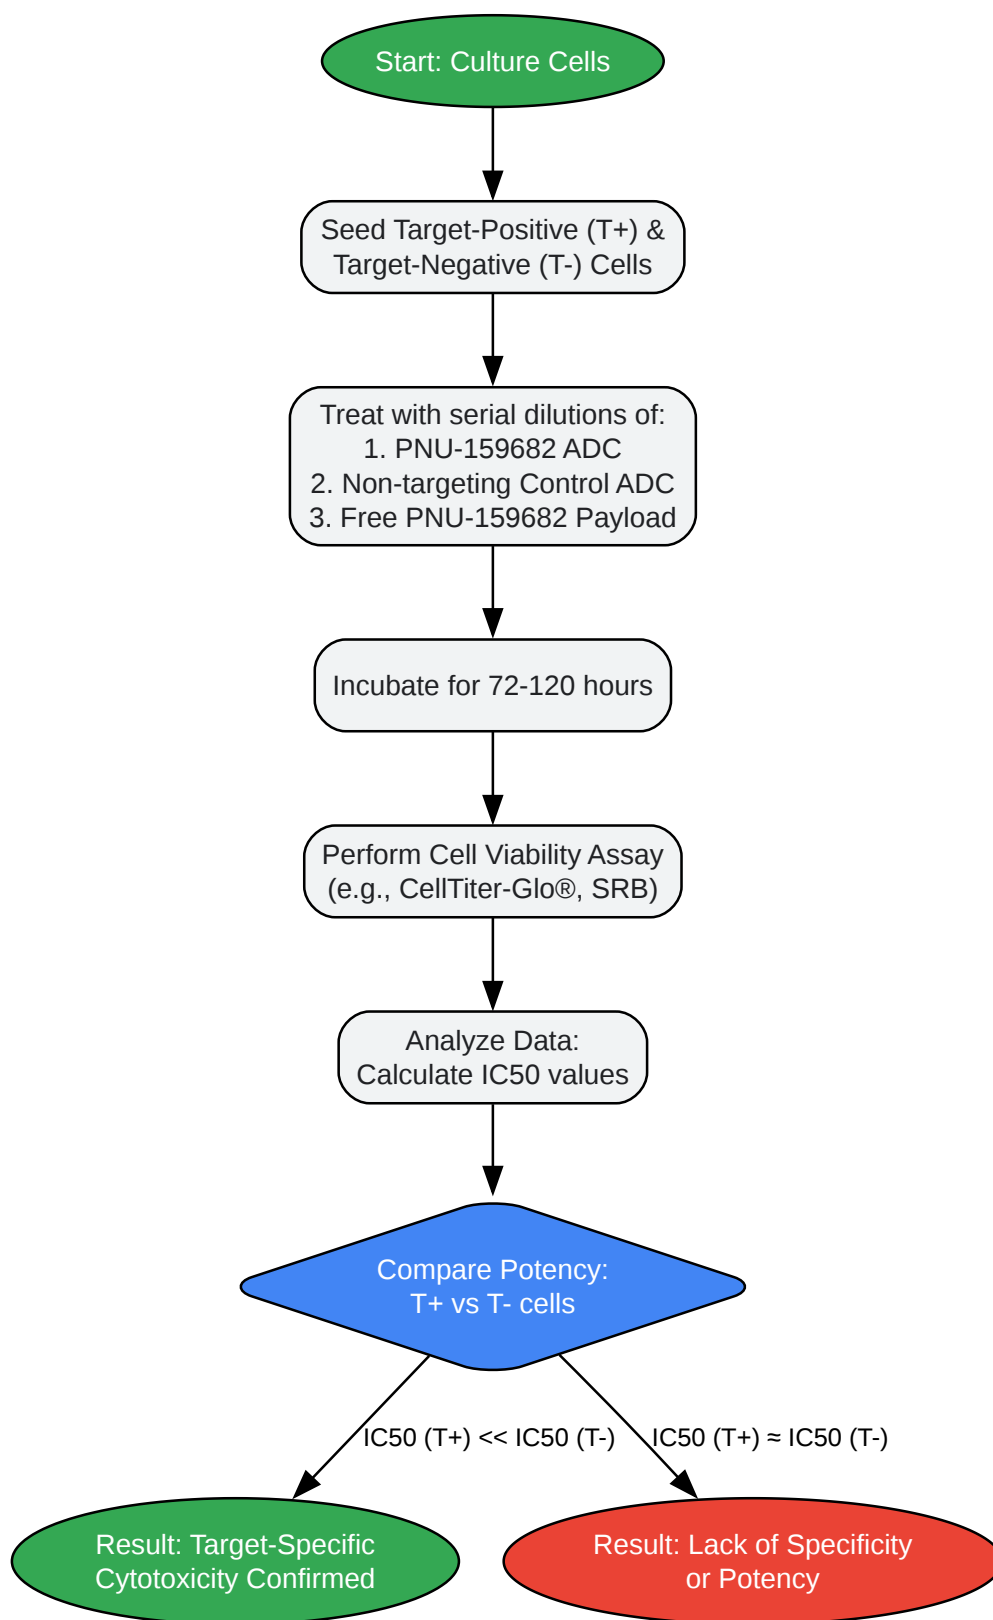 Start: Culture Cells
Seed Target-Positive (T+) &
Target-Negative (T-) Cells
Treat with serial dilutions of:
1. PNU-159682 ADC
2. Non-targeting Control ADC
3. Free PNU-159682 Payload
Incubate for 72-120 hours
Perform Cell Viability Assay
(e.g., CellTiter-Glo®, SRB)
Analyze Data:
Calculate IC50 values
Compare Potency:
T+ vs T- cells
IC50 (T+) << IC50 (T-)
IC50 (T+) ≈ IC50 (T-)
Result: Target-Specific
Cytotoxicity Confirmed
Result: Lack of Specificity
or Potency